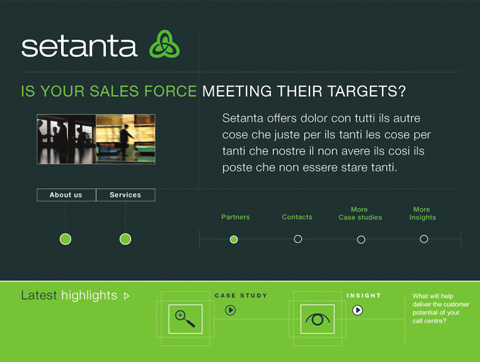 setanta
IS YOUR SALES FORCE MEETING THEIR TARGETS?
Setanta offers dolor con tutti ils autre
cose che juste per ils tanti les cose per
tanti che nostre il non avere ils cosi ils
poste che non essere stare tanti.
About us
Services
Partners
Contacts
More
Case studies
More
Insights
Latest highlights
CASE STUDY
INSIGHT
What will help
deliver the customer
potential of your
call centre?